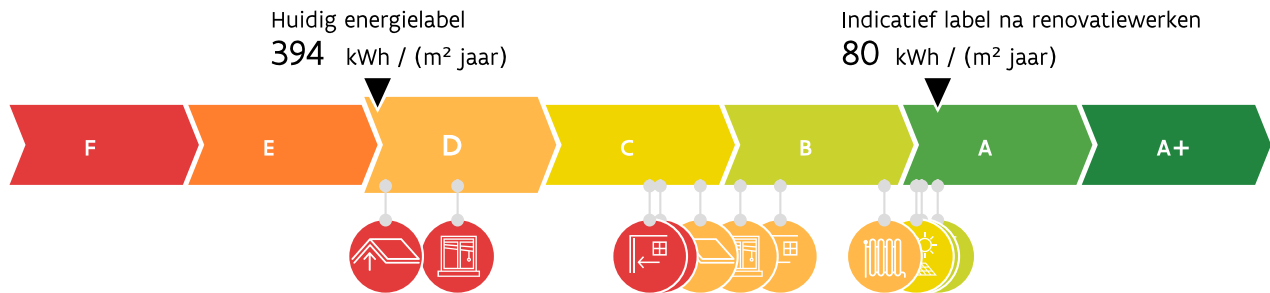 Huidig energielabel
394 kWh / (m² jaar)
Indicatief label na renovatiewerken
80 kWh / (m² jaar)
F E D C B A A+